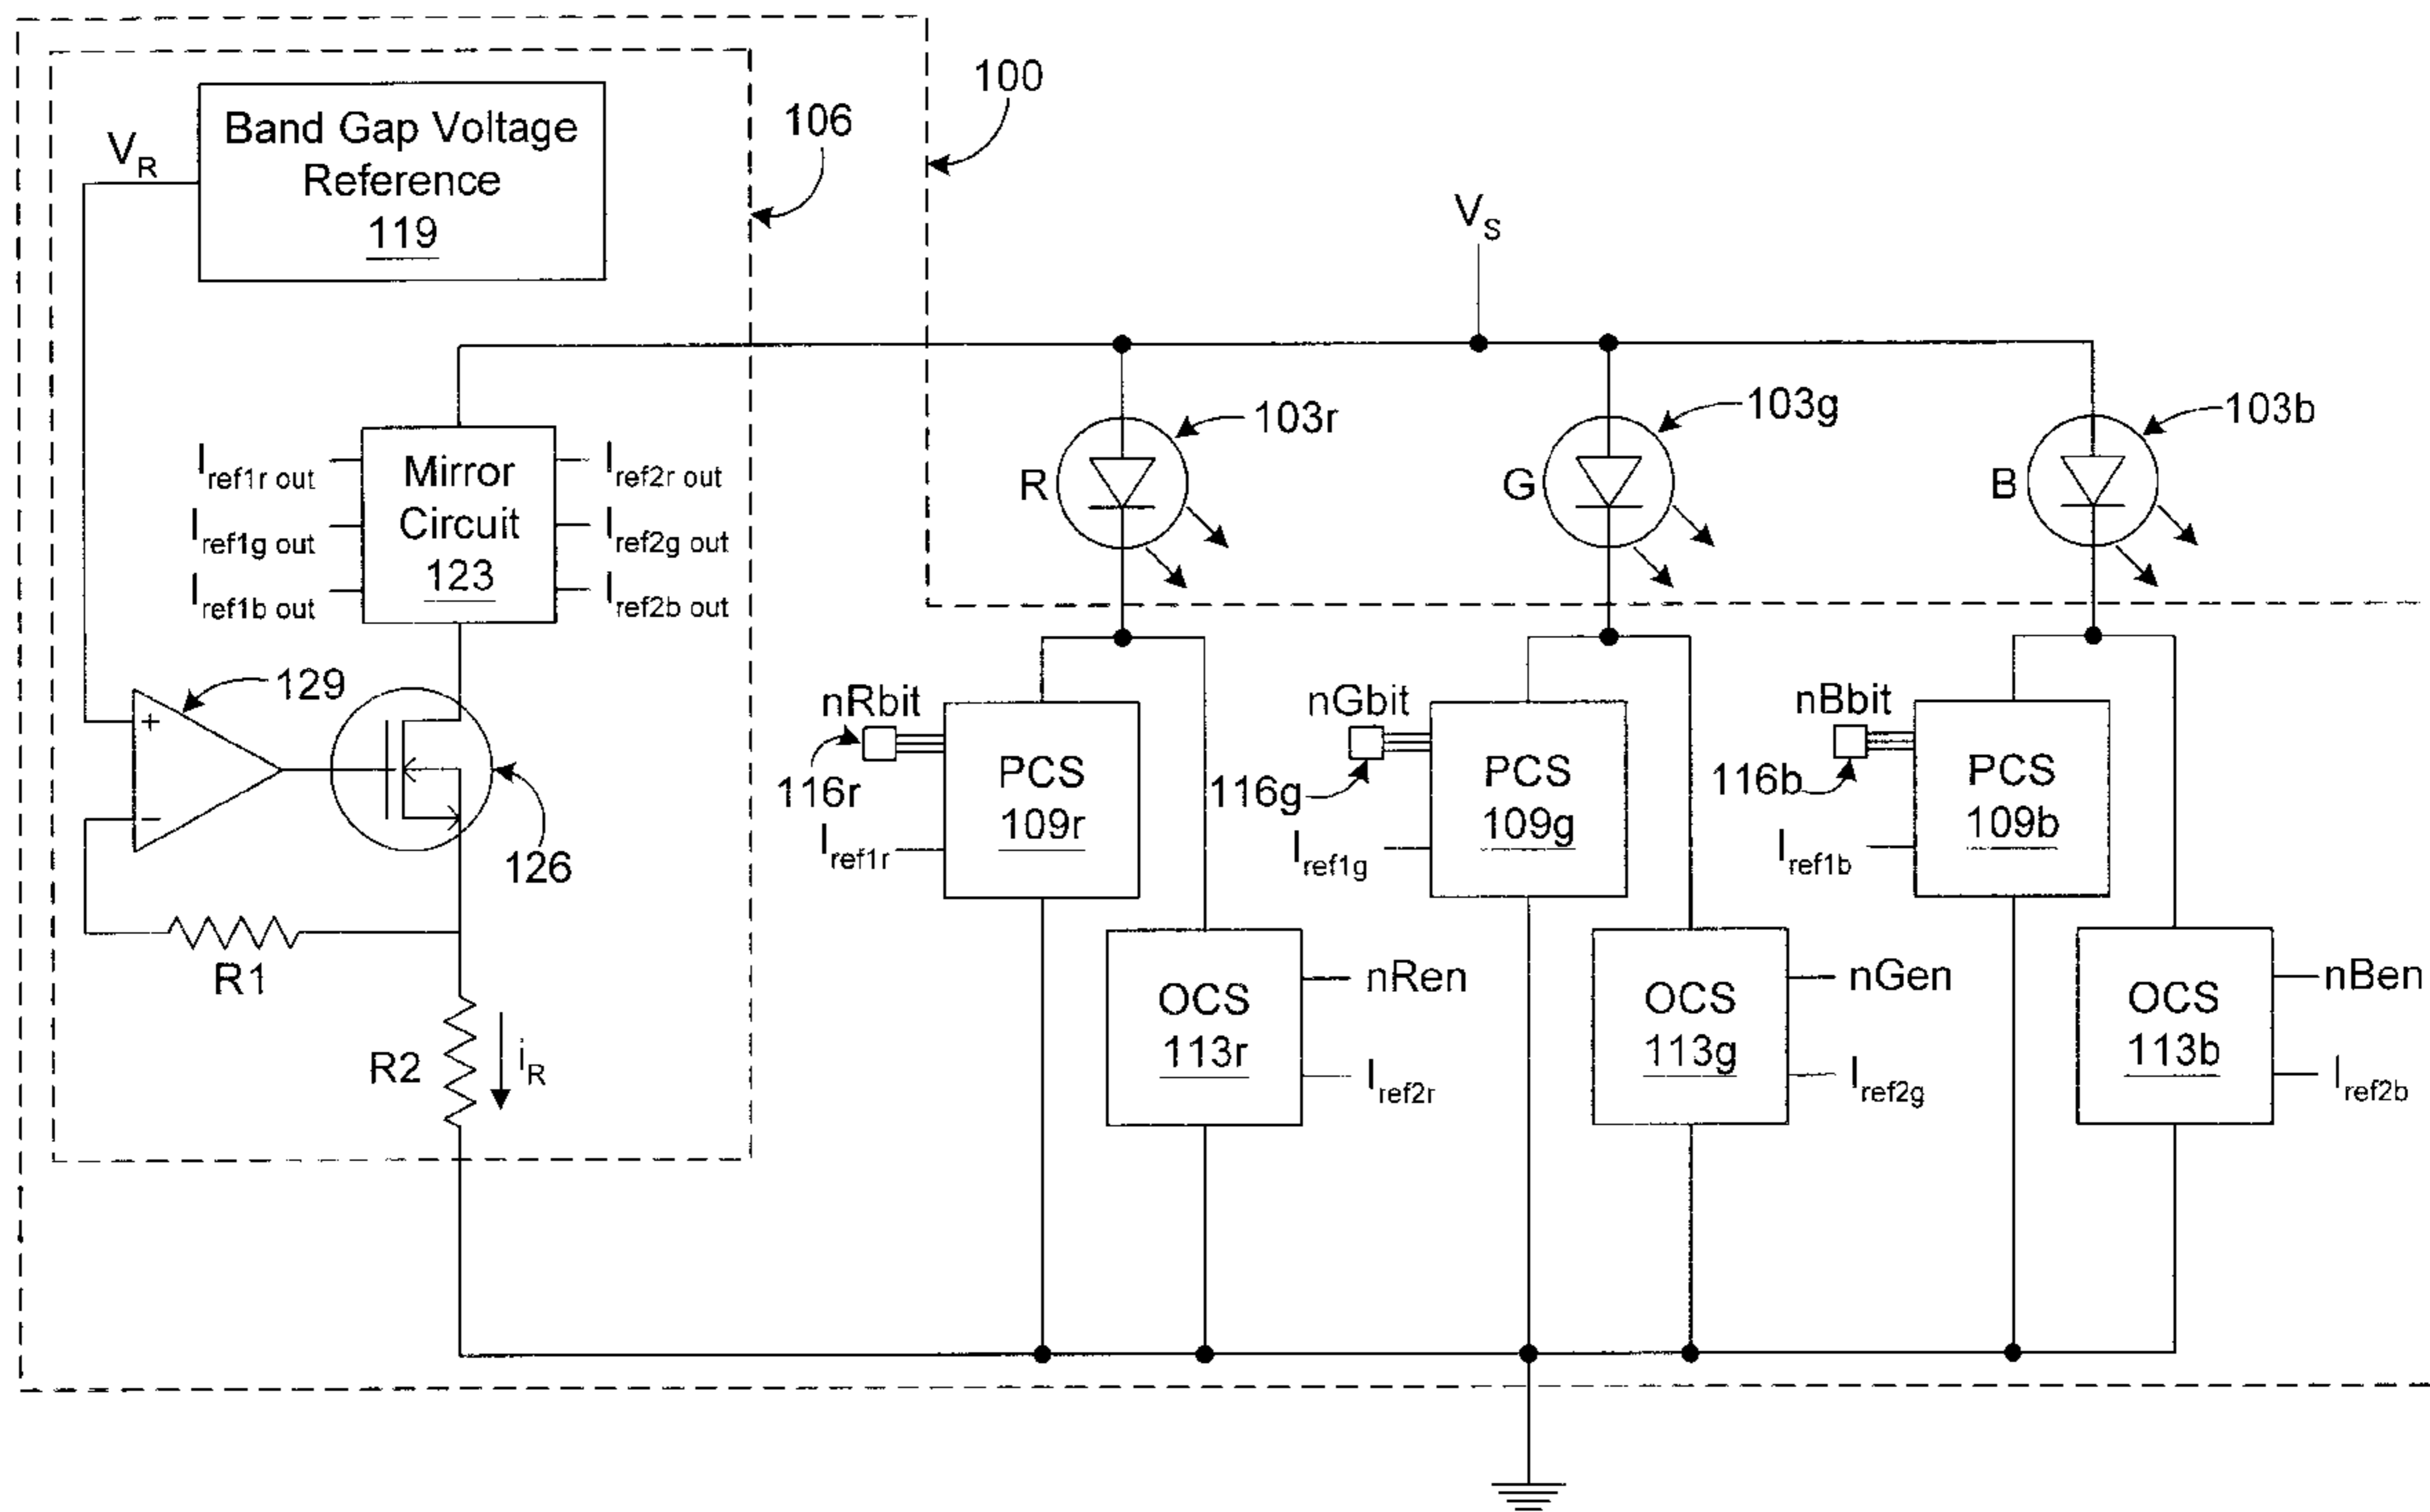 100
106
Band Gap Voltage
Reference
119
V_R
V_S
103r
103g
103b
R
G
B
Mirror
Circuit
123
I_ref1r out
I_ref1g out
I_ref1b out
I_ref2r out
I_ref2g out
I_ref2b out
129
+
−
126
R1
R2
i_R
nRbit
116r
PCS
109r
I_ref1r
OCS
113r
nRen
I_ref2r
nGbit
116g
PCS
109g
I_ref1g
OCS
113g
nGen
I_ref2g
nBbit
116b
PCS
109b
I_ref1b
OCS
113b
nBen
I_ref2b